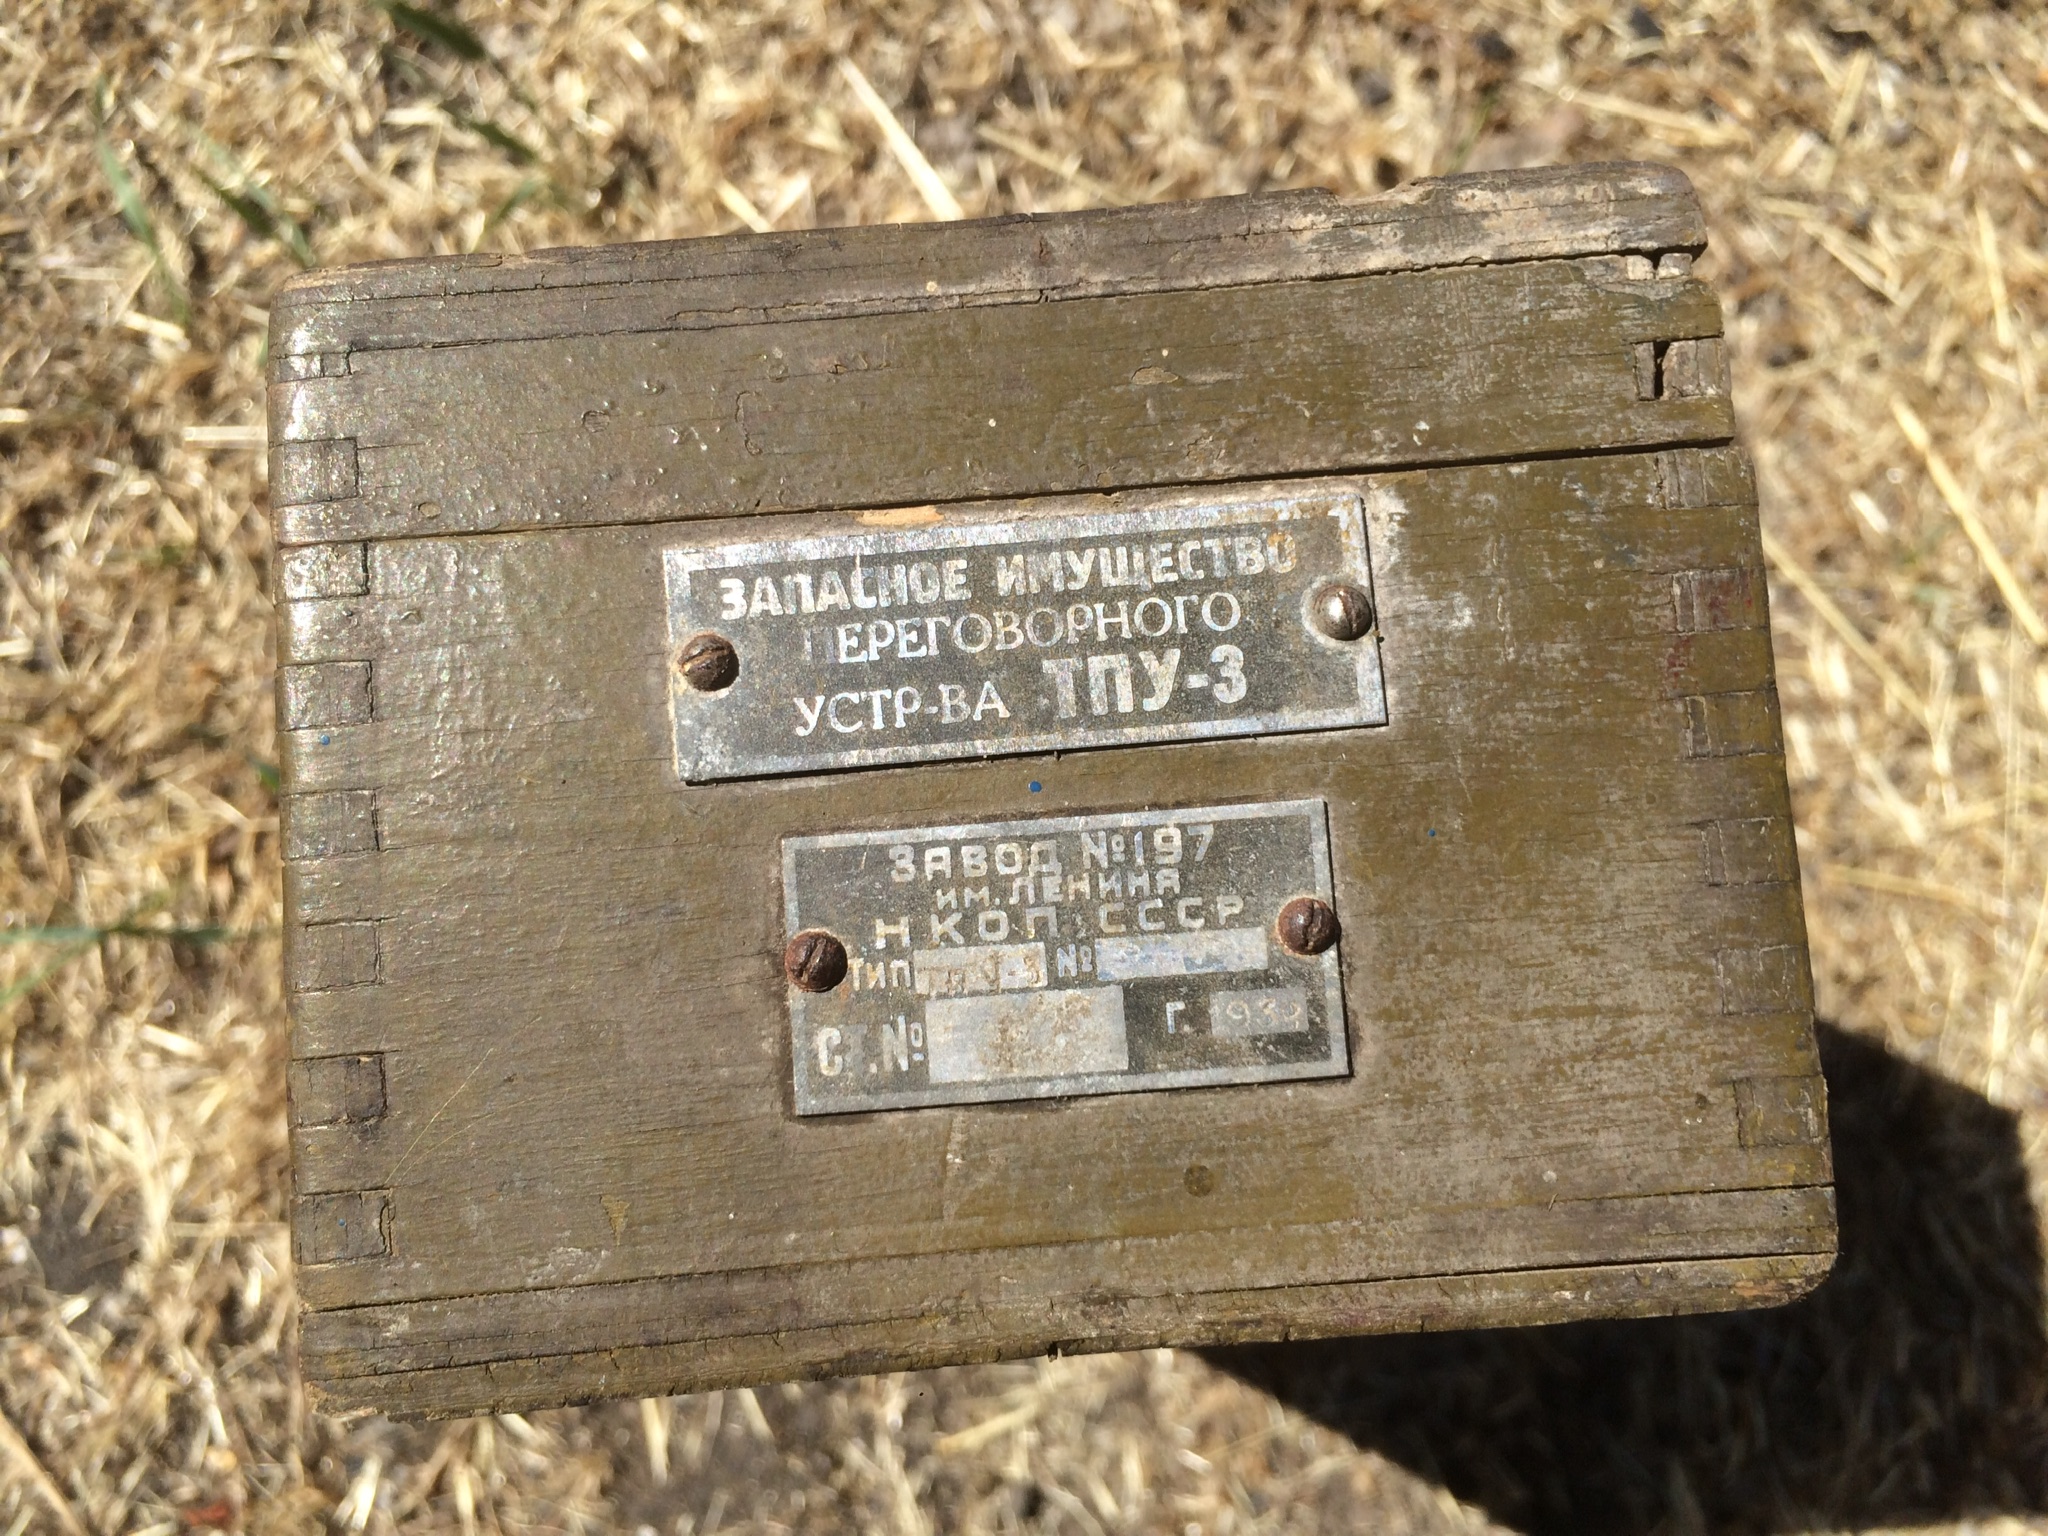 ЗАПАСНОЕ ИМУЩЕСТВО
ПЕРЕГОВОРНОГО
УСТР-ВА ТПУ-3
ЗАВОД №197
ИМ. ЛЕНИНА
НКОП СССР
ТИП №
СТ.№ Г.